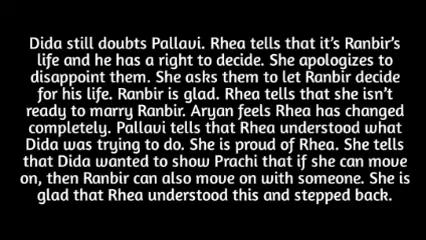 Dida still doubts Pallavi. Rhea tells that it's Ranbir's
life and he has a right to decide. She apologizes to
disappoint them. She asks them to let Ranbir decide
for his life. Ranbir is glad. Rhea tells that she isn't
ready to marry Ranbir. Aryan feels Rhea has changed
completely. Pallavi tells that Rhea understood what
Dida was trying to do. She is proud of Rhea. She tells
that Dida wanted to show Prachi that if she can move
on, then Ranbir can also move on with someone. She is
glad that Rhea understood this and stepped back.